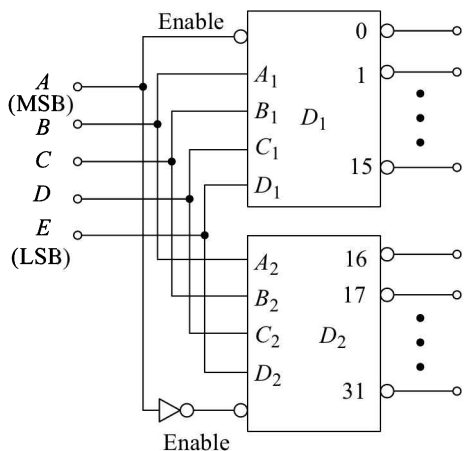 Enable
A
(MSB)
B
C
D
E
(LSB)
A₁
B₁
C₁
D₁
D₁
0
1
15
A₂
B₂
C₂
D₂
D₂
16
17
31
Enable